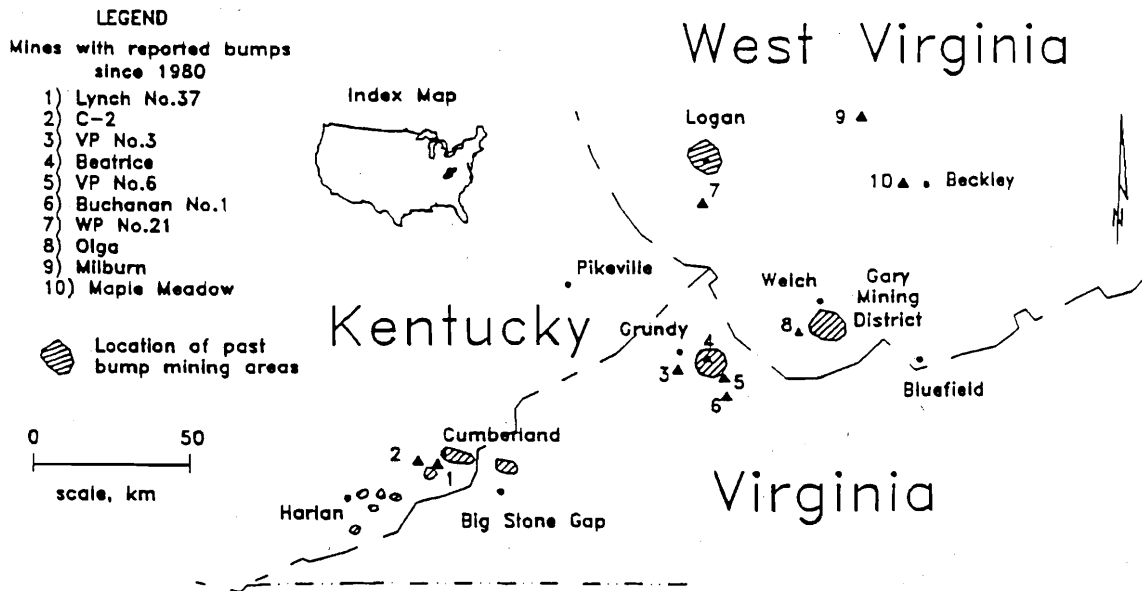 LEGEND
Mines with reported bumps
since 1980
1) Lynch No.37
2) C-2
3) VP No.3
4) Beatrice
5) VP No.6
6) Buchanan No.1
7) WP No.21
8) Olga
9) Milburn
10) Maple Meadow
Location of past
bump mining areas
0 50
scale, km
Index Map
West Virginia
Logan
7
9
10
Beckley
N
Pikeville
Kentucky
Welch
Gary
Mining
District
8
Grundy
4
3
5
6
Bluefield
Cumberland
2
1
Harlan
Big Stone Gap
Virginia